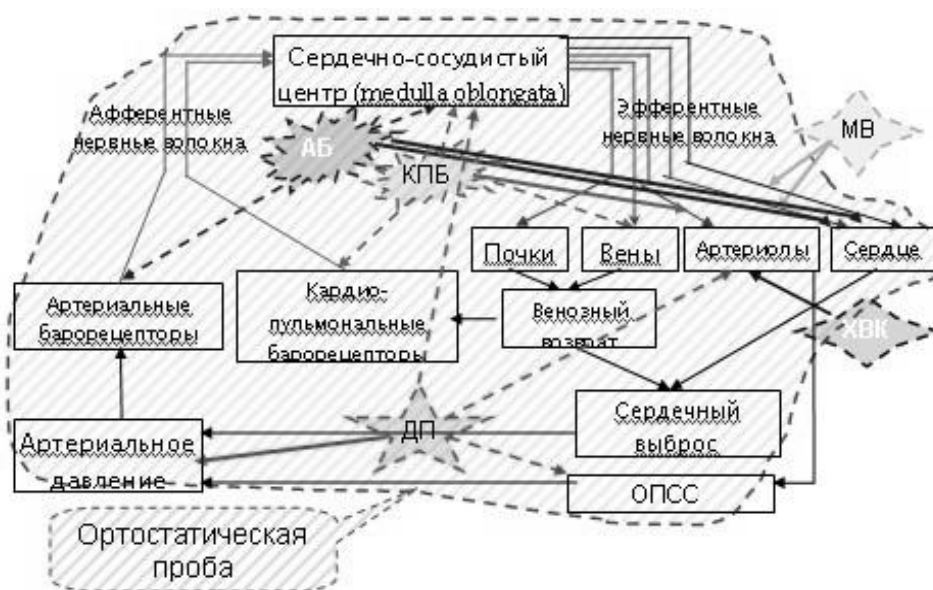 Сердечно-сосудистый
центр (medulla oblongata)
Афферентные
нервные волокна
Эфферентные
нервные волокна
МВ
АБ
КПБ
Почки
Вены
Артериолы
Сердце
Артериальные
барорецепторы
Кардио-
пульмональные
барорецепторы
Венозный
возврат
ХВК
Сердечный
выброс
ДП
Артериальное
давление
ОПСС
Ортостатическая
проба